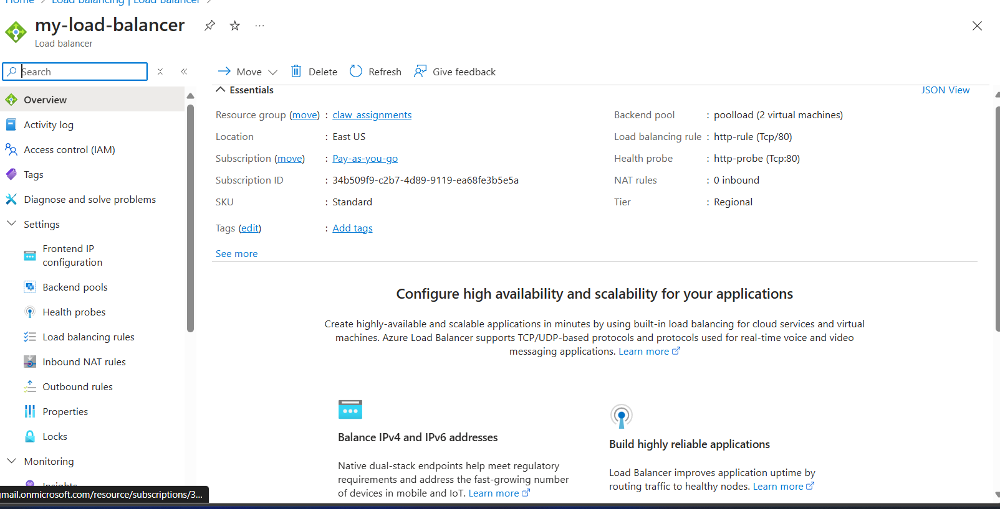 Home > Load balancing | Load Balancer >
my-load-balancer
Load balancer
Search
Move
Delete
Refresh
Give feedback
Overview
Activity log
Access control (IAM)
Tags
Diagnose and solve problems
Settings
Frontend IP
configuration
Backend pools
Health probes
Load balancing rules
Inbound NAT rules
Outbound rules
Properties
Locks
Monitoring
Insights
gmail.onmicrosoft.com/resource/subscriptions/3...
Essentials
JSON View
Resource group (move) : claw_assignments
Location : East US
Subscription (move) : Pay-as-you-go
Subscription ID : 34b509f9-c2b7-4d89-9119-ea68fe3b5e5a
SKU : Standard
Tags (edit) : Add tags
See more
Backend pool : poolload (2 virtual machines)
Load balancing rule : http-rule (Tcp/80)
Health probe : http-probe (Tcp:80)
NAT rules : 0 inbound
Tier : Regional
Configure high availability and scalability for your applications
Create highly-available and scalable applications in minutes by using built-in load balancing for cloud services and virtual
machines. Azure Load Balancer supports TCP/UDP-based protocols and protocols used for real-time voice and video
messaging applications. Learn more
Balance IPv4 and IPv6 addresses
Native dual-stack endpoints help meet regulatory
requirements and address the fast-growing number
of devices in mobile and IoT. Learn more
Build highly reliable applications
Load Balancer improves application uptime by
routing traffic to healthy nodes. Learn more